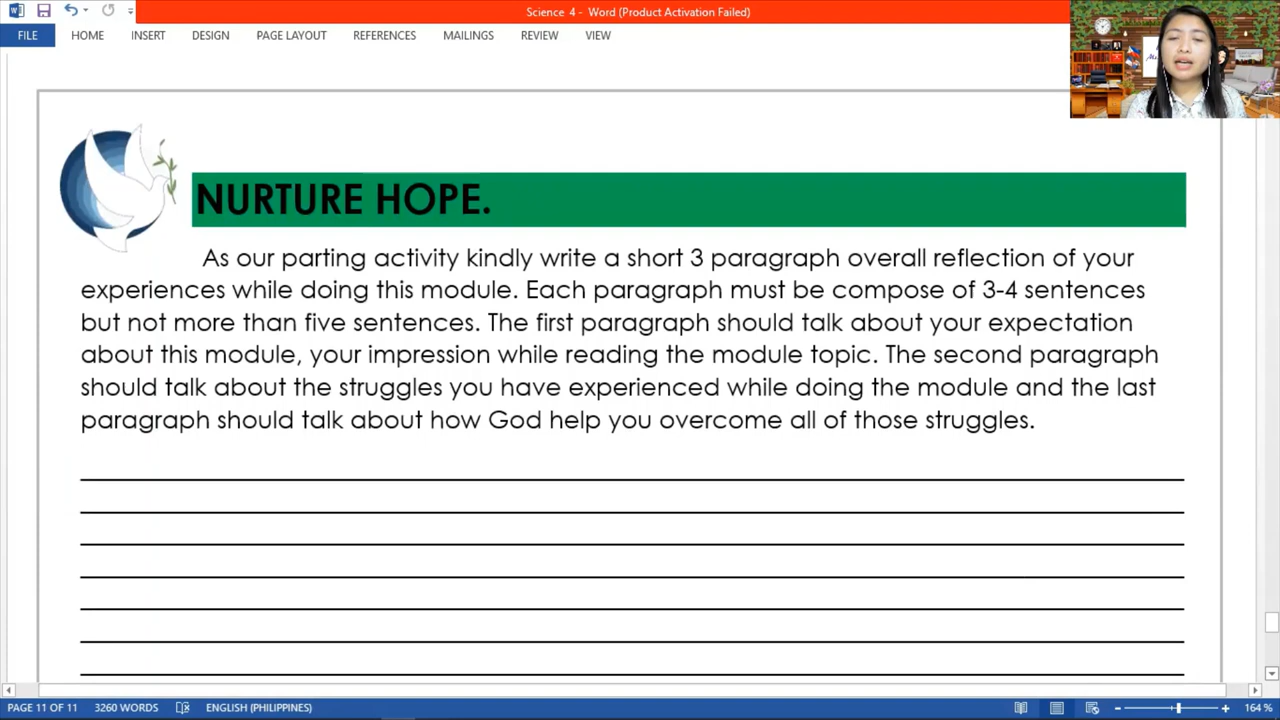 Science 4 - Word (Product Activation Failed)
FILE HOME INSERT DESIGN PAGE LAYOUT REFERENCES MAILINGS REVIEW VIEW
NURTURE HOPE.
As our parting activity kindly write a short 3 paragraph overall reflection of your
experiences while doing this module. Each paragraph must be compose of 3-4 sentences
but not more than five sentences. The first paragraph should talk about your expectation
about this module, your impression while reading the module topic. The second paragraph
should talk about the struggles you have experienced while doing the module and the last
paragraph should talk about how God help you overcome all of those struggles.
PAGE 11 OF 11 3260 WORDS ENGLISH (PHILIPPINES) 164 %